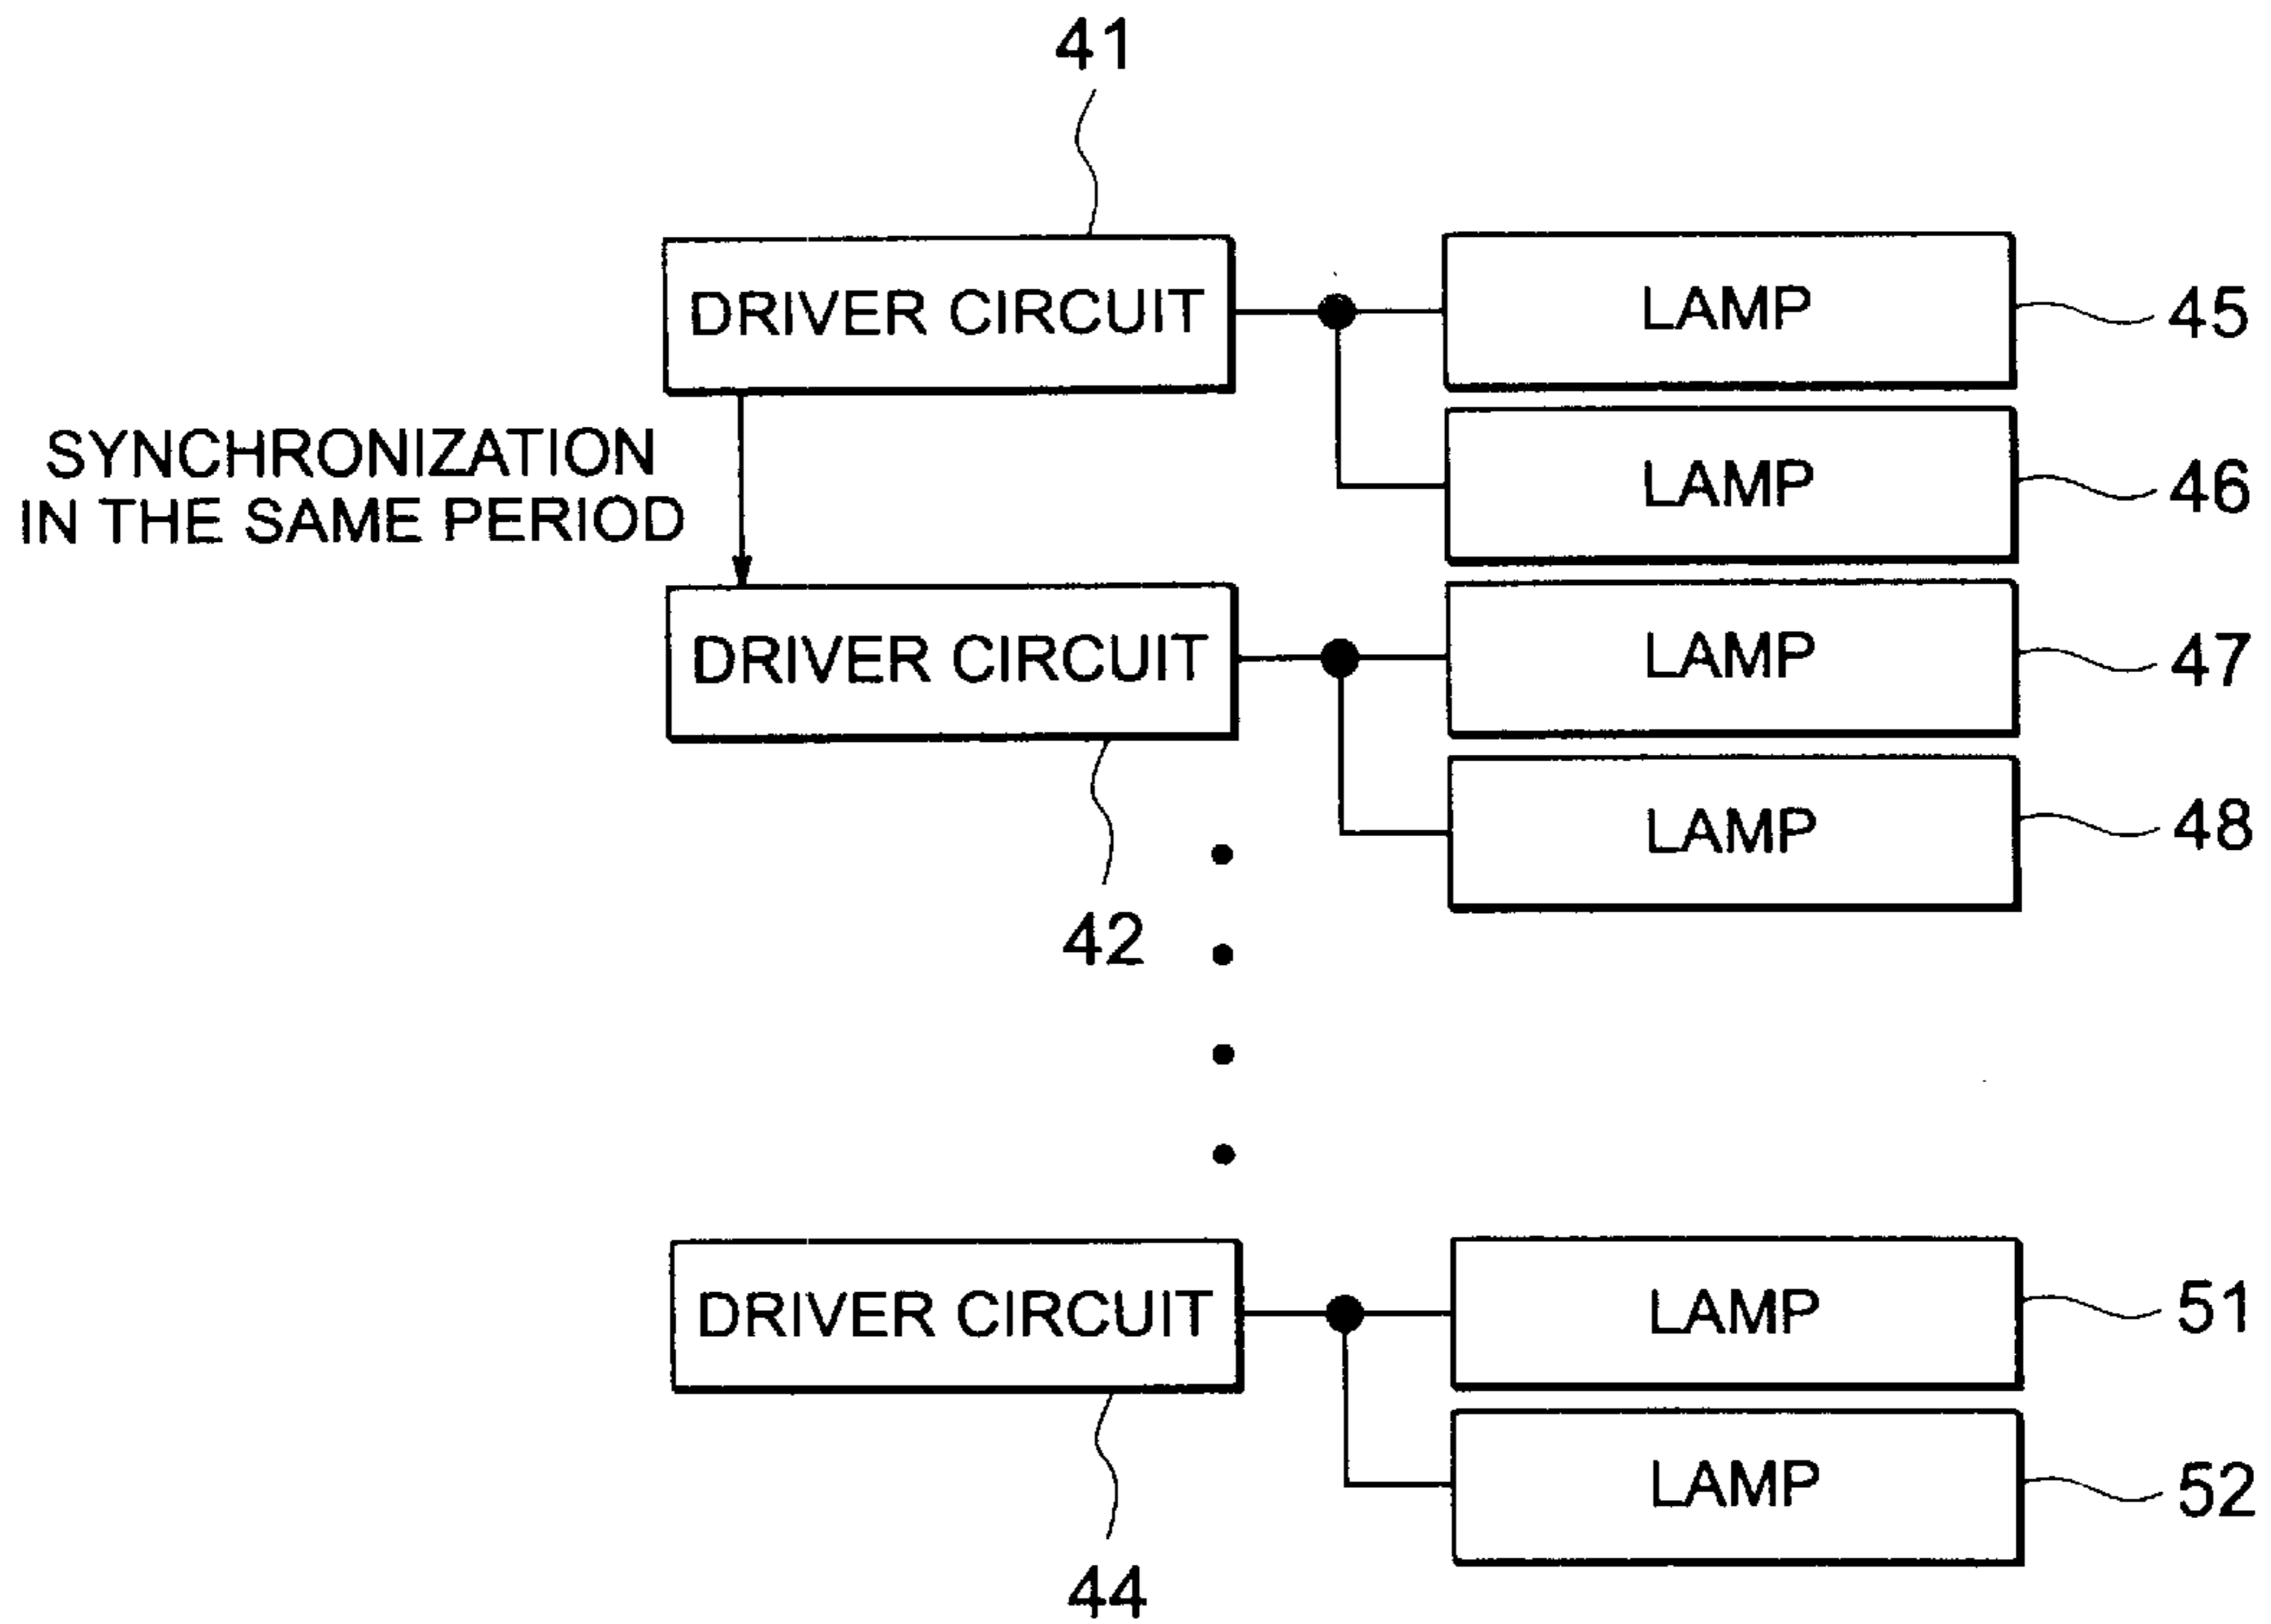 41
DRIVER CIRCUIT
LAMP
45
SYNCHRONIZATION
IN THE SAME PERIOD
LAMP
46
DRIVER CIRCUIT
LAMP
47
LAMP
48
42
DRIVER CIRCUIT
LAMP
51
LAMP
52
44